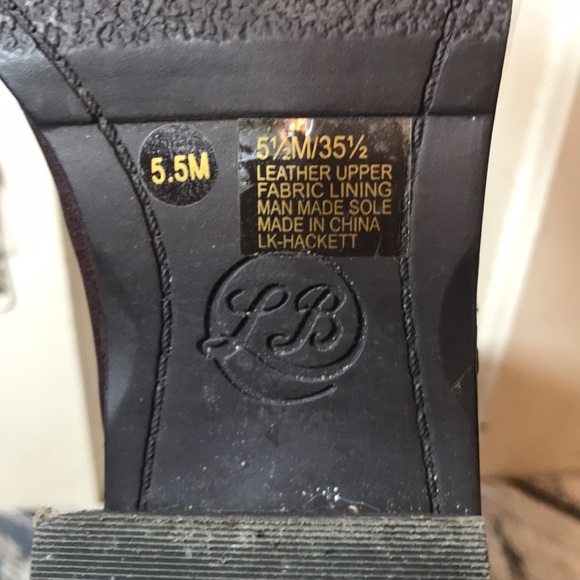 5.5M
5½M/35½
LEATHER UPPER
FABRIC LINING
MAN MADE SOLE
MADE IN CHINA
LK-HACKETT
LB